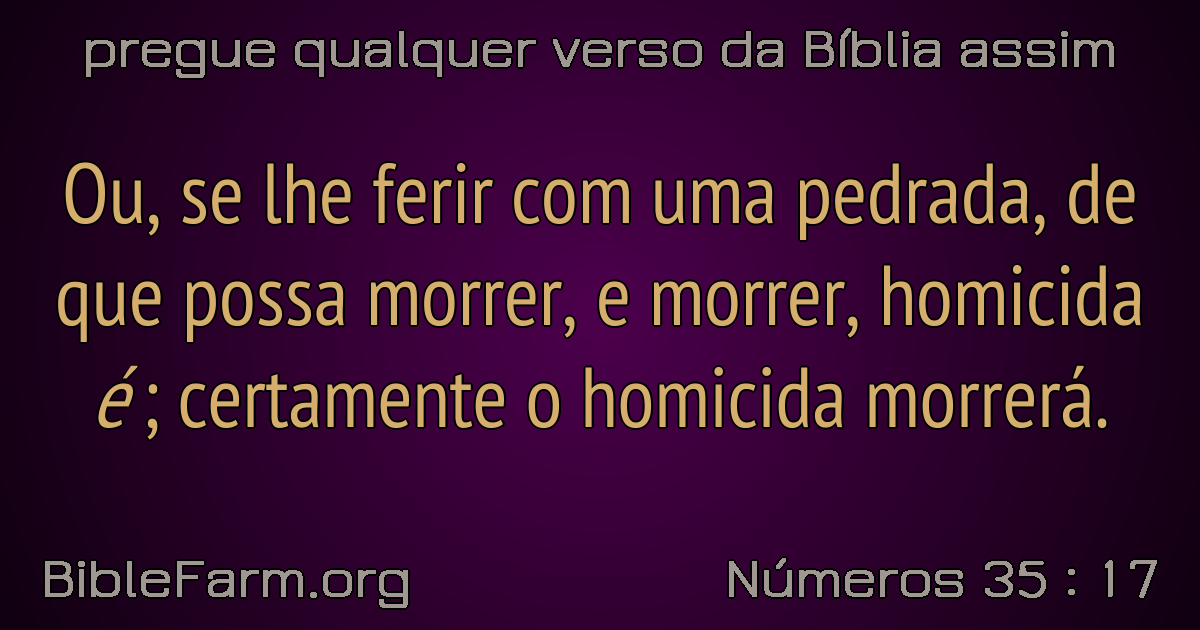 pregue qualquer verso da Bíblia assim
Ou, se lhe ferir com uma pedrada, de
que possa morrer, e morrer, homicida
é ; certamente o homicida morrerá.
BibleFarm.org
Números 35 : 17